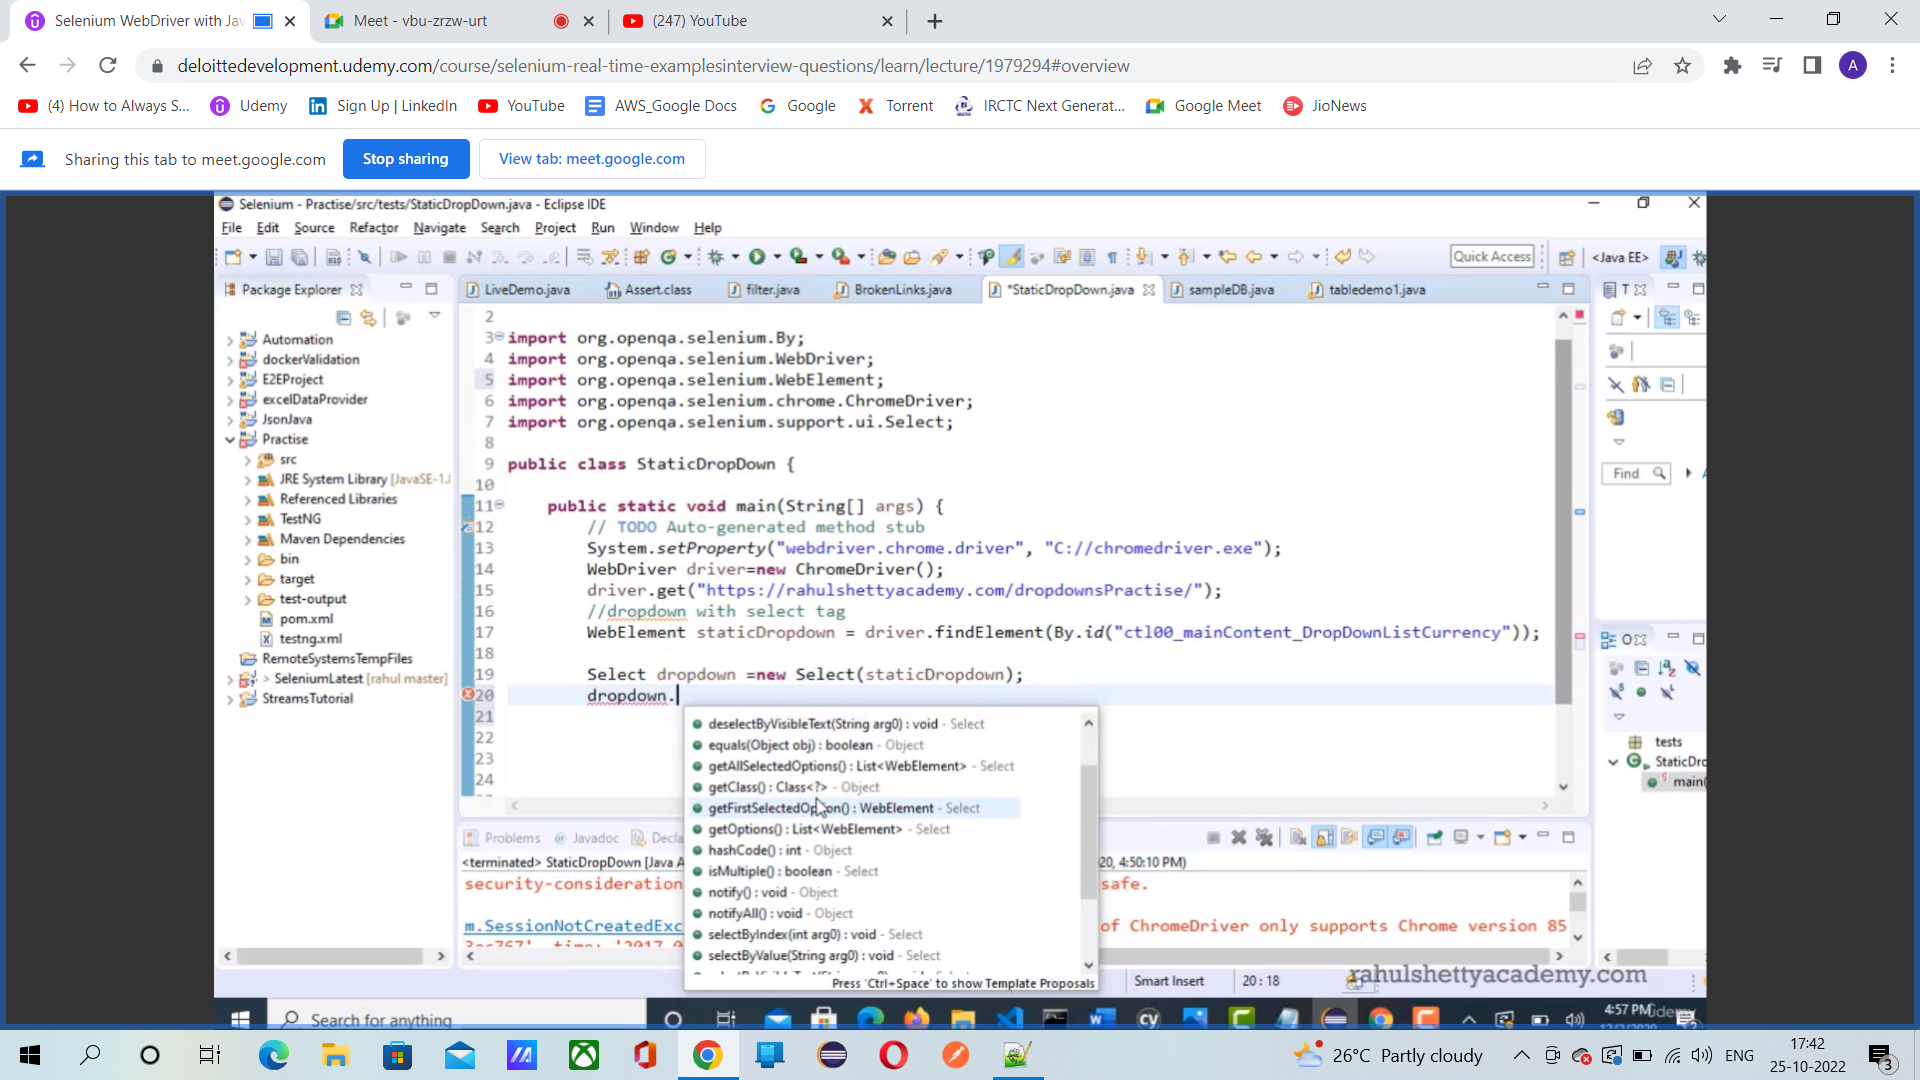 Selenium WebDriver with Jav
Meet - vbu-zrzw-urt
(247) YouTube
deloittedevelopment.udemy.com/course/selenium-real-time-examplesinterview-questions/learn/lecture/1979294#overview
A
(4) How to Always S...
Udemy
Sign Up | LinkedIn
YouTube
AWS_Google Docs
Google
Torrent
IRCTC Next Generat...
Google Meet
JioNews
Sharing this tab to meet.google.com
Stop sharing
View tab: meet.google.com
Selenium - Practise/src/tests/StaticDropDown.java - Eclipse IDE
File Edit Source Refactor Navigate Search Project Run Window Help
Quick Access
<Java EE>
Package Explorer
LiveDemo.java
Assert.class
filter.java
BrokenLinks.java
*StaticDropDown.java
sampleDB.java
tabledemo1.java
Automation
dockerValidation
E2EProject
excelDataProvider
JsonJava
Practise
src
JRE System Library [JavaSE-1.
Referenced Libraries
TestNG
Maven Dependencies
bin
target
test-output
pom.xml
testng.xml
RemoteSystemsTempFiles
> SeleniumLatest [rahul master]
StreamsTutorial
2
3 import org.openqa.selenium.By;
4 import org.openqa.selenium.WebDriver;
5 import org.openqa.selenium.WebElement;
6 import org.openqa.selenium.chrome.ChromeDriver;
7 import org.openqa.selenium.support.ui.Select;
8
9 public class StaticDropDown {
10
11 public static void main(String[] args) {
12 // TODO Auto-generated method stub
13 System.setProperty("webdriver.chrome.driver", "C://chromedriver.exe");
14 WebDriver driver=new ChromeDriver();
15 driver.get("https://rahulshettyacademy.com/dropdownsPractise/");
16 //dropdown with select tag
17 WebElement staticDropdown = driver.findElement(By.id("ctl00_mainContent_DropDownListCurrency"));
18
19 Select dropdown =new Select(staticDropdown);
20 dropdown.
21
22
23
24
deselectByVisibleText(String arg0) : void - Select
equals(Object obj) : boolean - Object
getAllSelectedOptions() : List<WebElement> - Select
getClass() : Class<?> - Object
getFirstSelectedOption() : WebElement - Select
getOptions() : List<WebElement> - Select
hashCode() : int - Object
isMultiple() : boolean - Select
notify() : void - Object
notifyAll() : void - Object
selectByIndex(int arg0) : void - Select
selectByValue(String arg0) : void - Select
Press 'Ctrl+Space' to show Template Proposals
Find
tests
StaticDro
main(
Problems
Javadoc
Decla
<terminated> StaticDropDown [Java A
20, 4:50:10 PM)
security-consideration
safe.
m.SessionNotCreatedExc
of ChromeDriver only supports Chrome version 85
Smart Insert
20 : 18
rahulshettyacademy.com
Search for anything
4:57 PM
Udemy
26°C Partly cloudy
ENG
17:42
25-10-2022
3